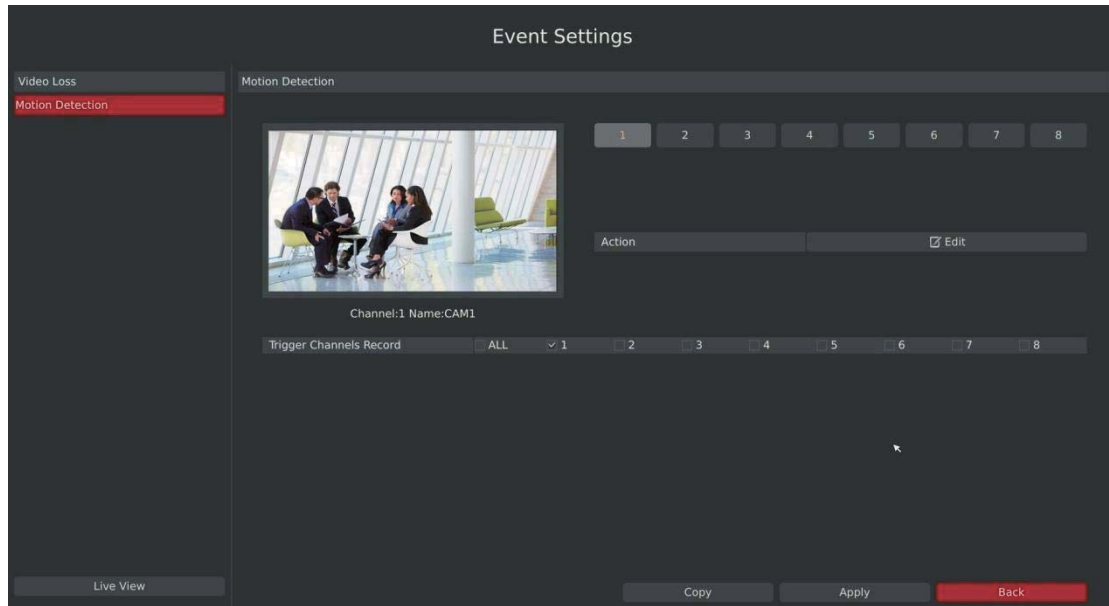 Event Settings
Video Loss
Motion Detection
Motion Detection
1 2 3 4 5 6 7 8
Action Edit
Channel:1 Name:CAM1
Trigger Channels Record ALL 1 2 3 4 5 6 7 8
Live View
Copy Apply Back